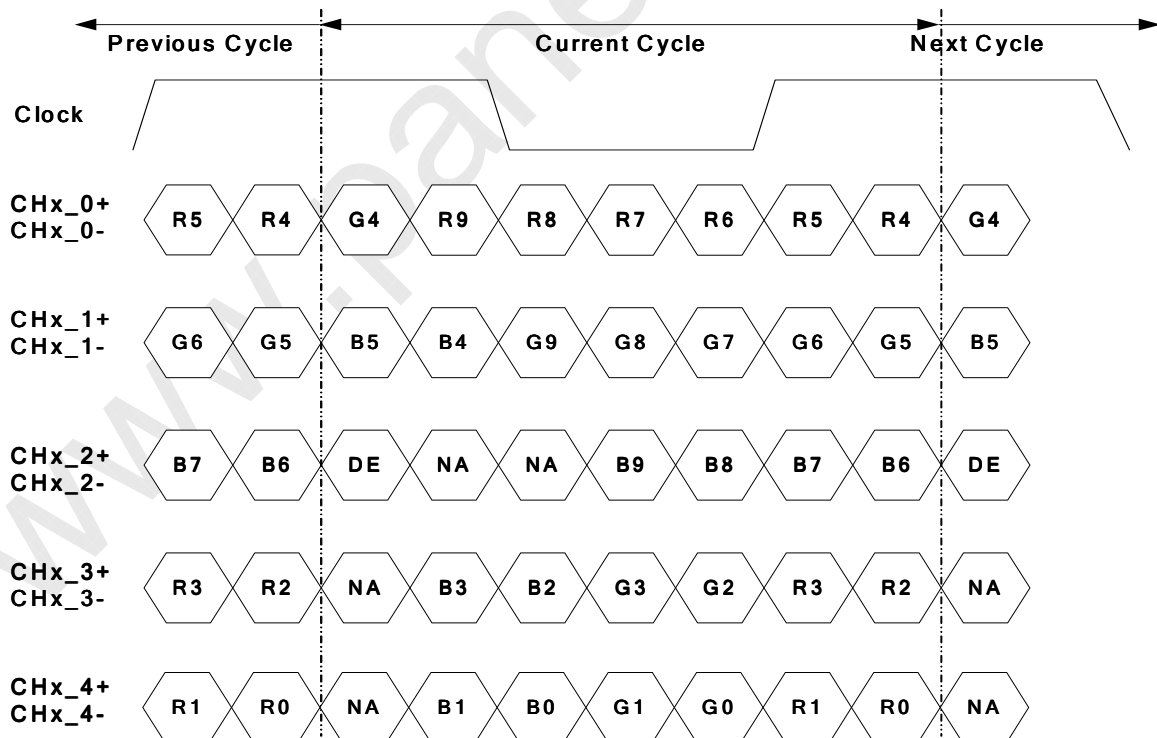 Previous Cycle Current Cycle Next Cycle
Clock
CHx_0+
CHx_0-
R5 R4 G4 R9 R8 R7 R6 R5 R4 G4
CHx_1+
CHx_1-
G6 G5 B5 B4 G9 G8 G7 G6 G5 B5
CHx_2+
CHx_2-
B7 B6 DE NA NA B9 B8 B7 B6 DE
CHx_3+
CHx_3-
R3 R2 NA B3 B2 G3 G2 R3 R2 NA
CHx_4+
CHx_4-
R1 R0 NA B1 B0 G1 G0 R1 R0 NA
www.pane